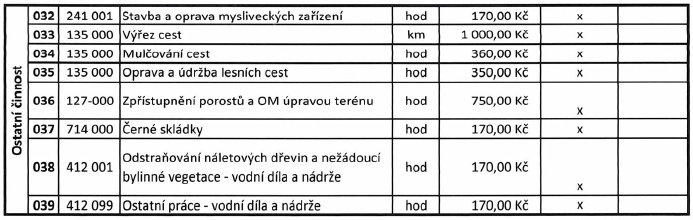 Ostatní činnost
032 241 001 Stavba a oprava mysliveckých zařízení hod 170,00 Kč x
033 135 000 Výřez cest km 1 000,00 Kč x
034 135 000 Mulčování cest hod 360,00 Kč x
035 135 000 Oprava a údržba lesních cest hod 350,00 Kč x
036 127-000 Zpřístupnění porostů a OM úpravou terénu hod 750,00 Kč x
037 714 000 Černé skládky hod 170,00 Kč x
038 412 001 Odstraňování náletových dřevin a nežádoucí
bylinné vegetace - vodní díla a nádrže hod 170,00 Kč x
039 412 099 Ostatní práce - vodní díla a nádrže hod 170,00 Kč x